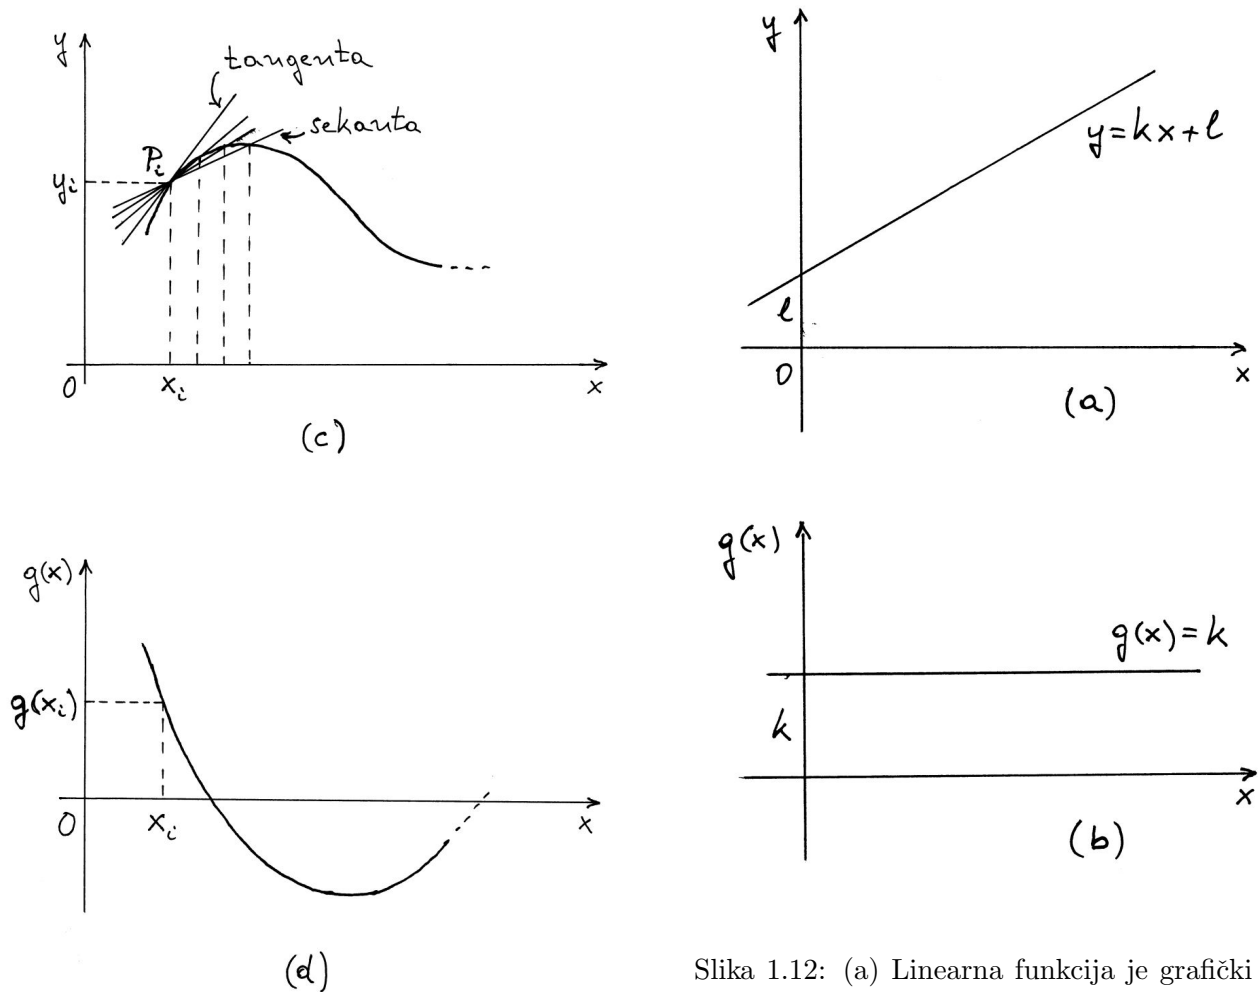 y
tangenta
sekanta
P_i
y_i
0
x_i
x
(c)
y
y=kx+l
l
0
x
(a)
g(x)
g(x_i)
0
x_i
x
(d)
g(x)
g(x)=k
k
x
(b)
Slika 1.12: (a) Linearna funkcija je grafički